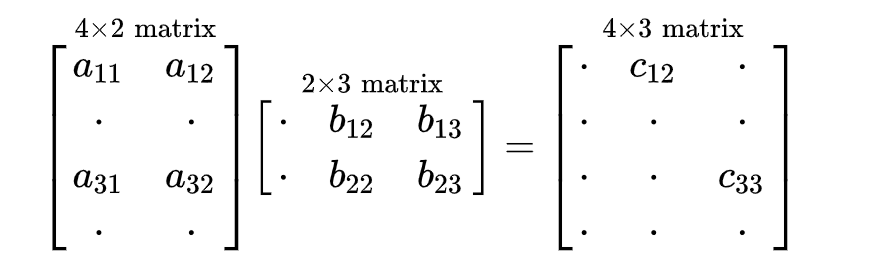 4×2 matrix
4×3 matrix
2×3 matrix
[ a₁₁ a₁₂ ] [ · b₁₂ b₁₃ ] = [ · c₁₂ · ]
[ · · ] [ · b₂₂ b₂₃ ] [ · · · ]
[ a₃₁ a₃₂ ] [ · · c₃₃ ]
[ · · ] [ · · · ]